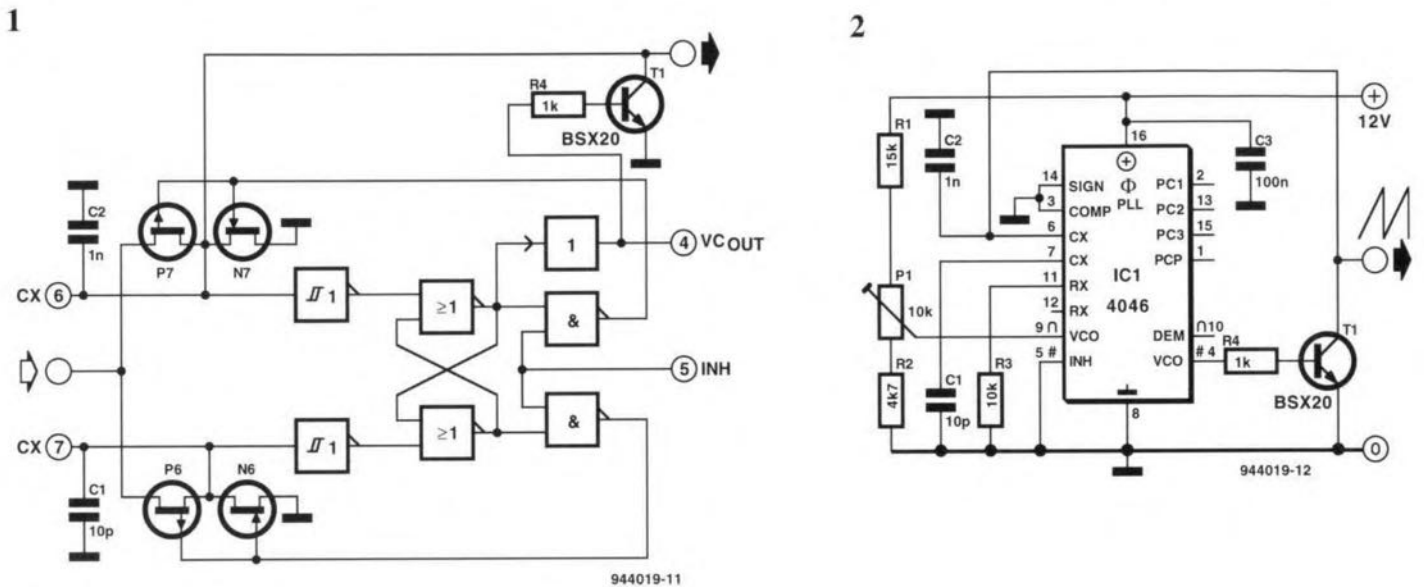 1
R4
1k
T1
BSX20
C2
1n
P7
N7
1
4 VC OUT
CX 6
1
≥1
&
5 INH
CX 7
1
≥1
&
P6
N6
C1
10p
944019-11
2
+
12V
R1
15k
C2
1n
16
C3
100n
+
14 SIGN Φ PC1 2
PLL
3 COMP PC2 13
6 CX PC3 15
7 CX PCP 1
11 RX IC1
12 RX 4046
P1
10k
9 ∩ VCO DEM ∩ 10
5 # INH VCO # 4
R4
1k
T1
BSX20
R2
4k7
C1
10p
R3
10k
8
0
944019-12